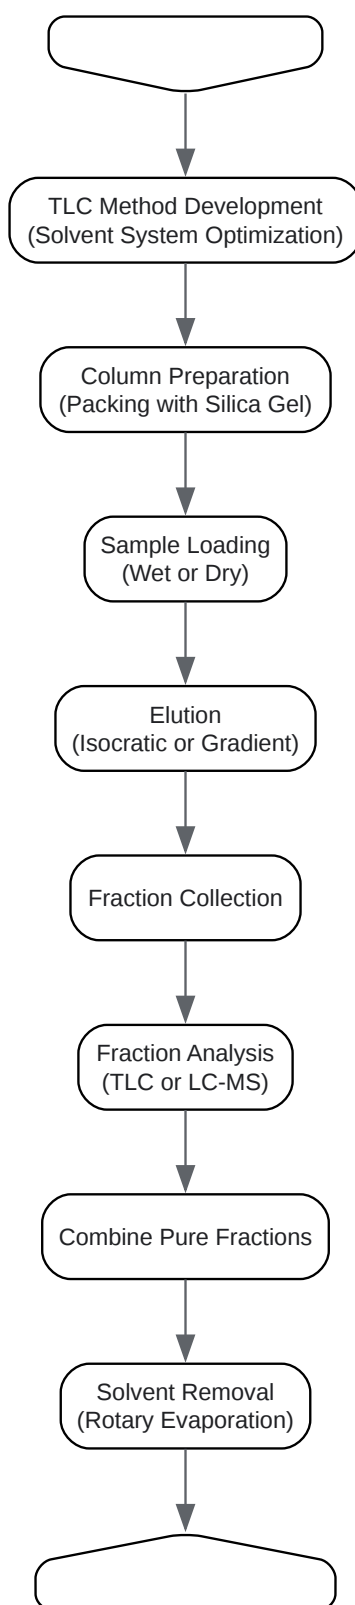 TLC Method Development
(Solvent System Optimization)
Column Preparation
(Packing with Silica Gel)
Sample Loading
(Wet or Dry)
Elution
(Isocratic or Gradient)
Fraction Collection
Fraction Analysis
(TLC or LC-MS)
Combine Pure Fractions
Solvent Removal
(Rotary Evaporation)